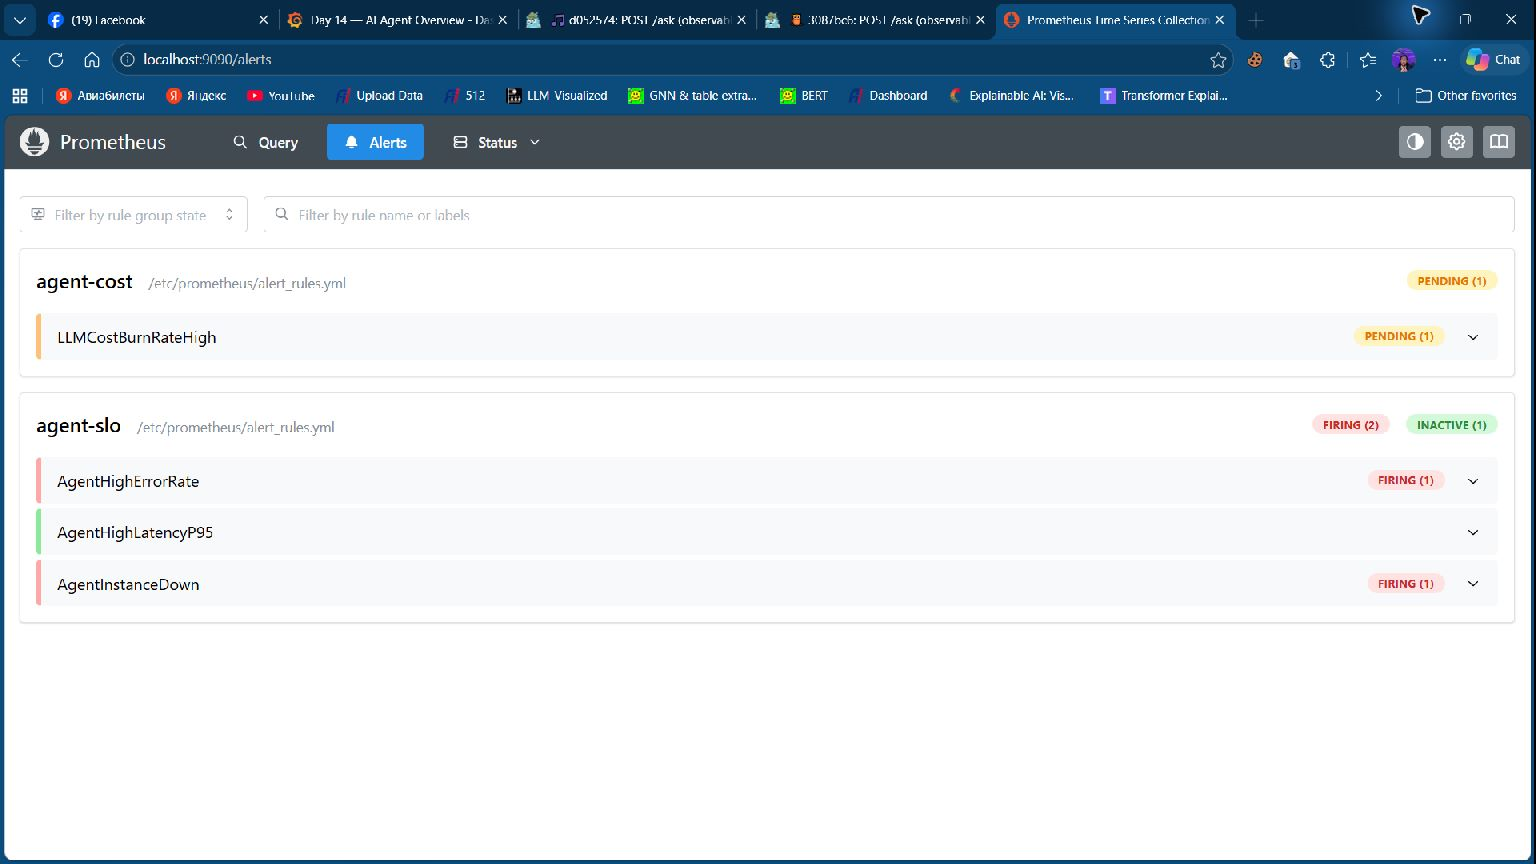 (19) Facebook
Day 14 — AI Agent Overview - Da
d052574: POST /ask (observab
3087bc6: POST /ask (observabl
Prometheus Time Series Collection
localhost:9090/alerts
Chat
Авиабилеты
Яндекс
YouTube
Upload Data
512
LLM Visualized
GNN & table extra...
BERT
Dashboard
Explainable AI: Vis...
Transformer Explai...
Other favorites
Prometheus
Query
Alerts
Status
Filter by rule group state
Filter by rule name or labels
agent-cost /etc/prometheus/alert_rules.yml PENDING (1)
LLMCostBurnRateHigh PENDING (1)
agent-slo /etc/prometheus/alert_rules.yml FIRING (2) INACTIVE (1)
AgentHighErrorRate FIRING (1)
AgentHighLatencyP95
AgentInstanceDown FIRING (1)